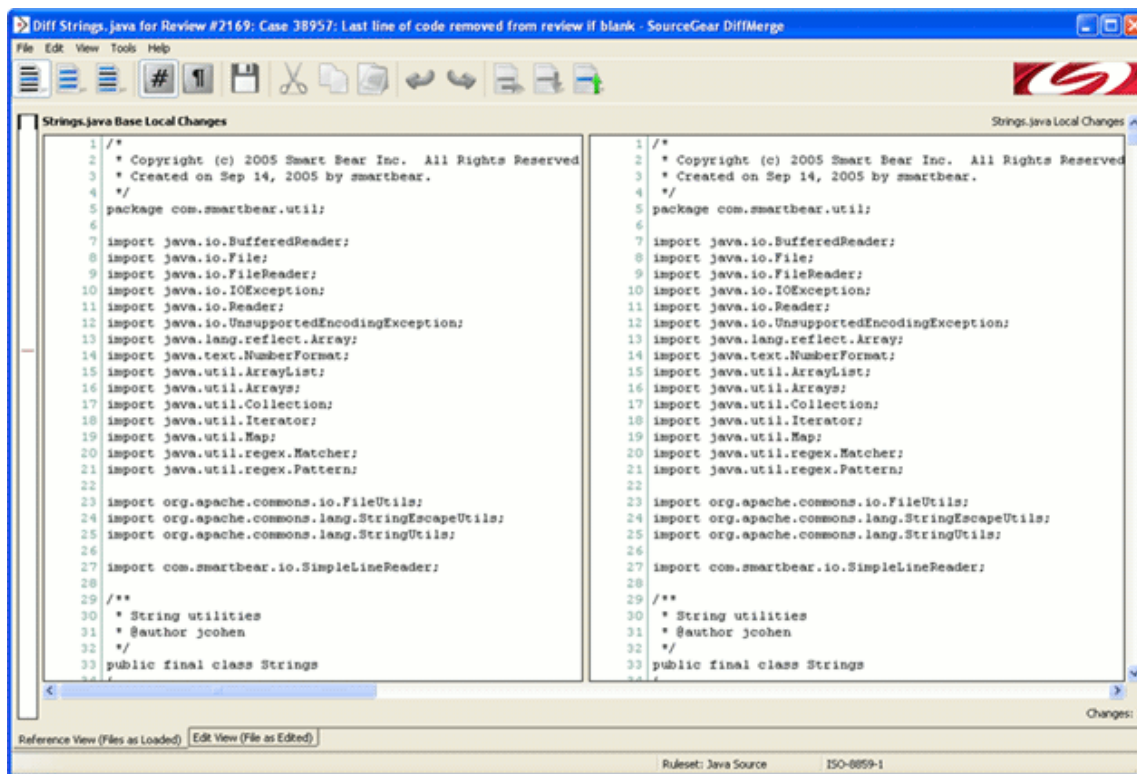 Diff Strings.java for Review #2169: Case 38957: Last line of code removed from review if blank - SourceGear DiffMerge
File Edit View Tools Help
# ¶
Strings.java Base Local Changes
1 /*
2 * Copyright (c) 2005 Smart Bear Inc. All Rights Reserved
3 * Created on Sep 14, 2005 by smartbear.
4 */
5 package com.smartbear.util;
6
7 import java.io.BufferedReader;
8 import java.io.File;
9 import java.io.FileReader;
10 import java.io.IOException;
11 import java.io.Reader;
12 import java.io.UnsupportedEncodingException;
13 import java.lang.reflect.Array;
14 import java.text.NumberFormat;
15 import java.util.ArrayList;
16 import java.util.Arrays;
17 import java.util.Collection;
18 import java.util.Iterator;
19 import java.util.Map;
20 import java.util.regex.Matcher;
21 import java.util.regex.Pattern;
22
23 import org.apache.commons.io.FileUtils;
24 import org.apache.commons.lang.StringEscapeUtils;
25 import org.apache.commons.lang.StringUtils;
26
27 import com.smartbear.io.SimpleLineReader;
28
29 /**
30 * String utilities
31 * @author jcohen
32 */
33 public final class Strings
Strings.java Local Changes
1 /*
2 * Copyright (c) 2005 Smart Bear Inc. All Rights Reserved
3 * Created on Sep 14, 2005 by smartbear.
4 */
5 package com.smartbear.util;
6
7 import java.io.BufferedReader;
8 import java.io.File;
9 import java.io.FileReader;
10 import java.io.IOException;
11 import java.io.Reader;
12 import java.io.UnsupportedEncodingException;
13 import java.lang.reflect.Array;
14 import java.text.NumberFormat;
15 import java.util.ArrayList;
16 import java.util.Arrays;
17 import java.util.Collection;
18 import java.util.Iterator;
19 import java.util.Map;
20 import java.util.regex.Matcher;
21 import java.util.regex.Pattern;
22
23 import org.apache.commons.io.FileUtils;
24 import org.apache.commons.lang.StringEscapeUtils;
25 import org.apache.commons.lang.StringUtils;
26
27 import com.smartbear.io.SimpleLineReader;
28
29 /**
30 * String utilities
31 * @author jcohen
32 */
33 public final class Strings
Changes:
Reference View (Files as Loaded) Edit View (File as Edited)
Ruleset: Java Source ISO-8859-1